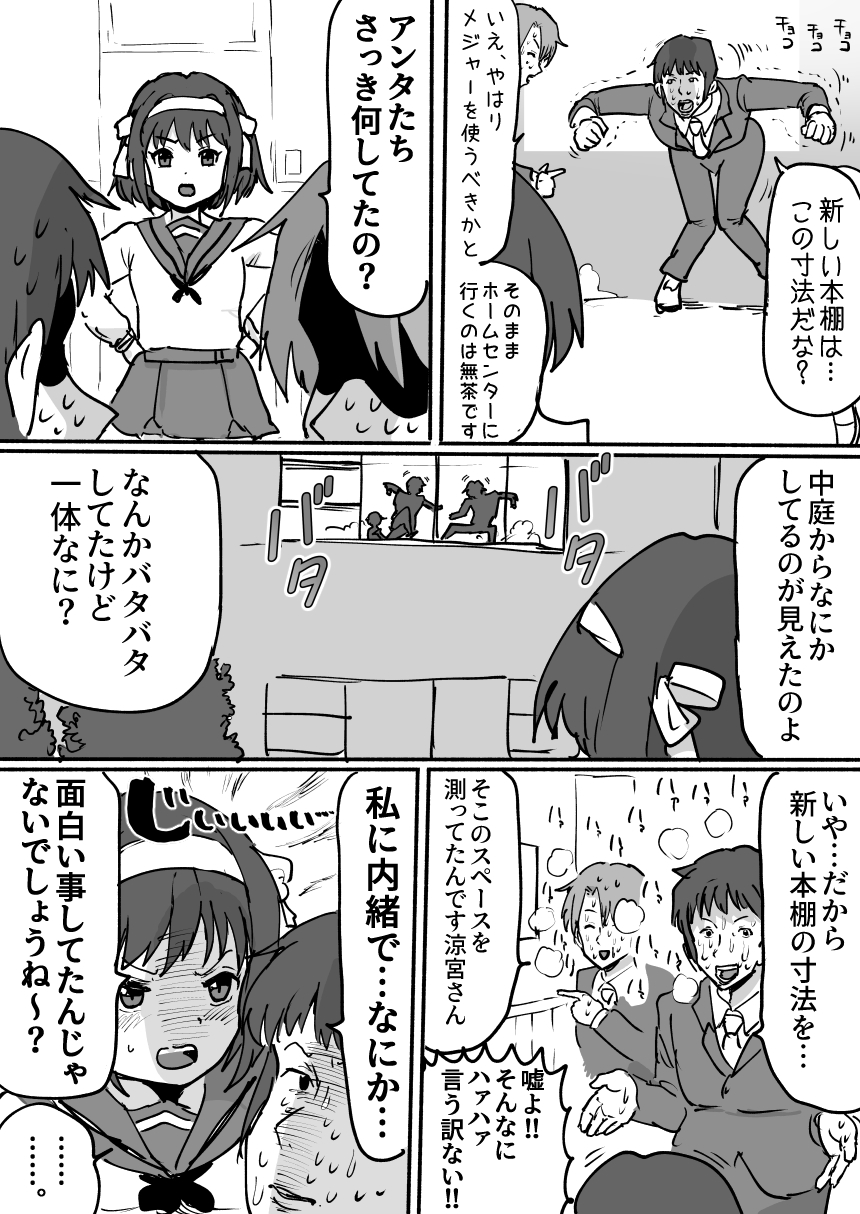 チョコ
チョコ
チョコ
新しい本棚は…
この寸法だな?
いえ、やはり
メジャーを使うべきかと
そのまま
ホームセンターに
行くのは無茶です
アンタたち
さっき何してたの?
中庭からなにか
してるのが見えたのよ
バタ
バタ
なんかバタバタ
してたけど
一体なに?
いや…だから
新しい本棚の寸法を…
そこのスペースを
測ってたんです涼宮さん
嘘よ!!
そんなに
ハァハァ
言う訳ない!!
私に内緒で…なにか…
じぃいいいい
面白い事してたんじゃ
ないでしょうね～?
……
……。